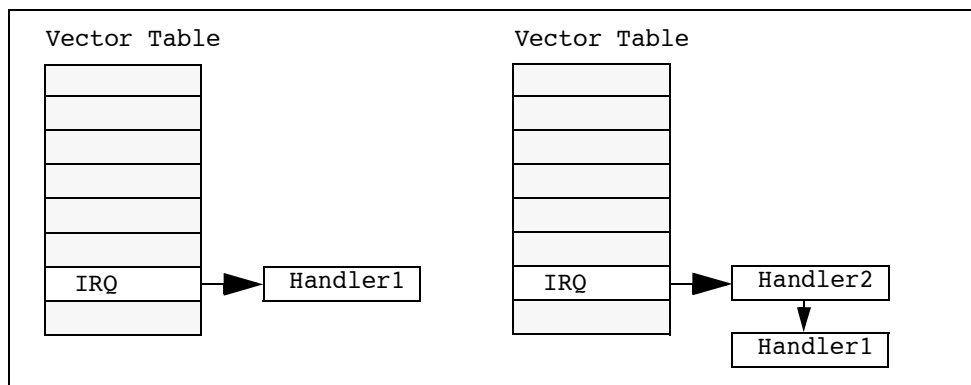 Vector Table
IRQ
Handler1
Vector Table
IRQ
Handler2
Handler1